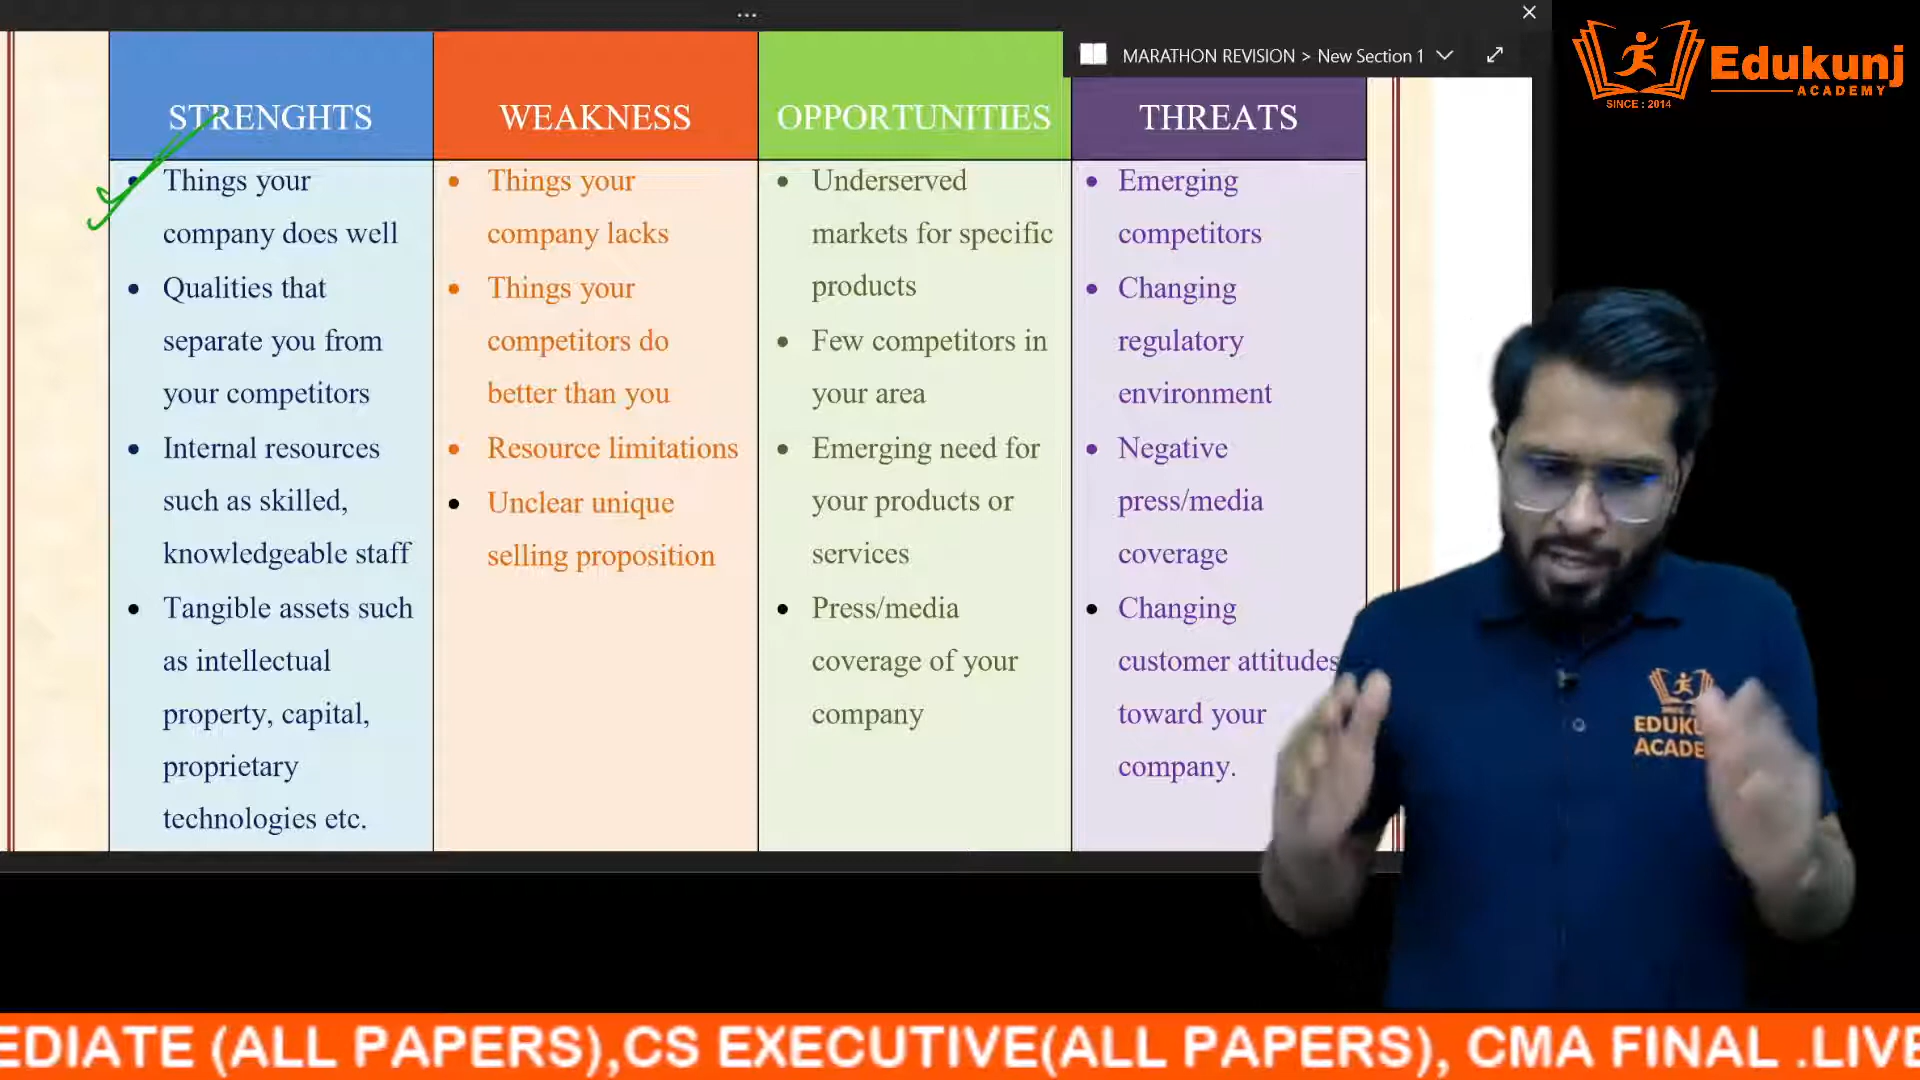 ...
MARATHON REVISION > New Section 1
Edukunj
ACADEMY
SINCE : 2014
STRENGHTS
Things your
company does well
Qualities that
separate you from
your competitors
Internal resources
such as skilled,
knowledgeable staff
Tangible assets such
as intellectual
property, capital,
proprietary
technologies etc.
WEAKNESS
Things your
company lacks
Things your
competitors do
better than you
Resource limitations
Unclear unique
selling proposition
OPPORTUNITIES
Underserved
markets for specific
products
Few competitors in
your area
Emerging need for
your products or
services
Press/media
coverage of your
company
THREATS
Emerging
competitors
Changing
regulatory
environment
Negative
press/media
coverage
Changing
customer attitudes
toward your
company.
EDIATE (ALL PAPERS),CS EXECUTIVE(ALL PAPERS), CMA FINAL .LIVE